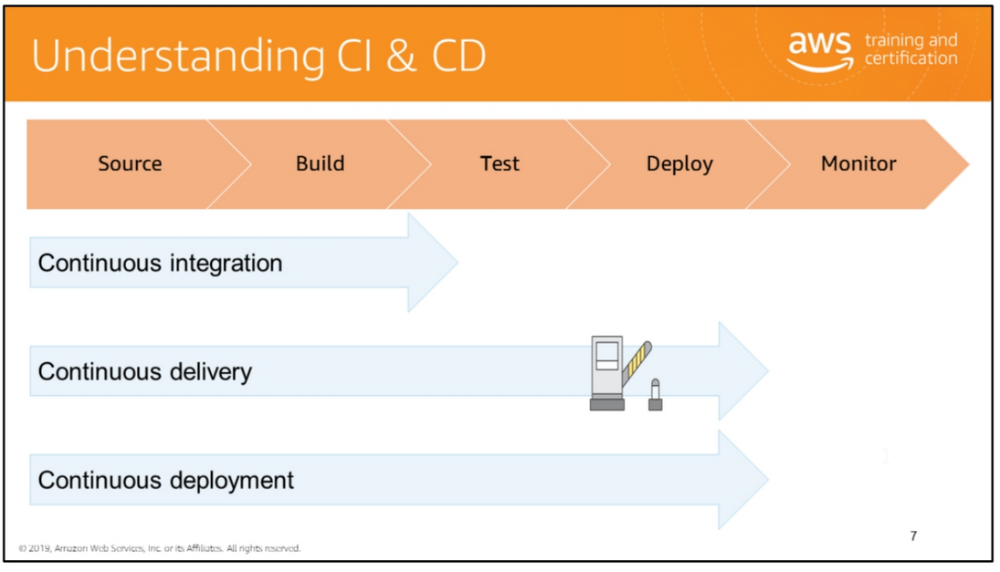 Understanding CI & CD
aws training and
certification
Source
Build
Test
Deploy
Monitor
Continuous integration
Continuous delivery
Continuous deployment
7
© 2019, Amazon Web Services, Inc. or its Affiliates. All rights reserved.